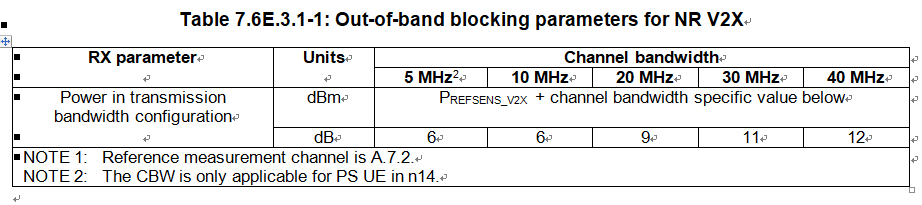 Table 7.6E.3.1-1: Out-of-band blocking parameters for NR V2X
RX parameter Units Channel bandwidth
5 MHz2 10 MHz 20 MHz 30 MHz 40 MHz
Power in transmission bandwidth configuration dBm PREFSENS_V2X + channel bandwidth specific value below
dB 6 6 9 11 12
NOTE 1: Reference measurement channel is A.7.2.
NOTE 2: The CBW is only applicable for PS UE in n14.